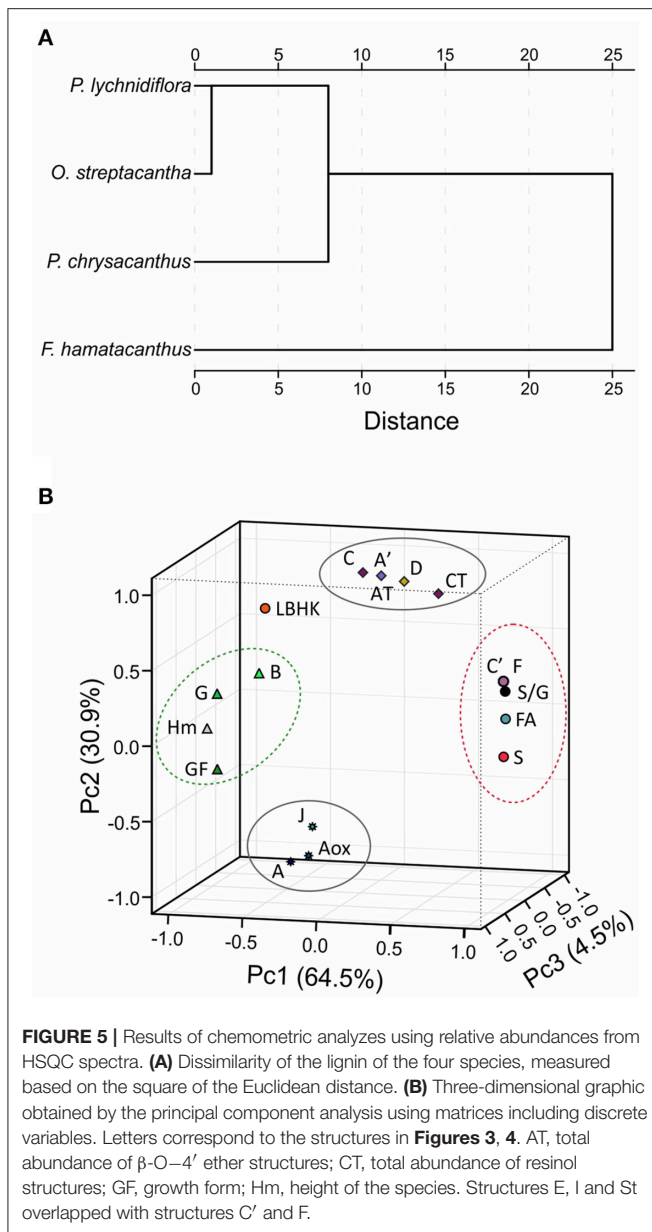 A
0 5 10 15 20 25
P. lychnidiflora
O. streptacantha
P. chrysacanthus
F. hamatacanthus
0 5 10 15 20 25
Distance
B
C A′ D
AT CT
LBHK
1.0
0.5
0.0
-0.5
-1.0
Pc2 (30.9%)
B
G
Hm
GF
C′ F
S/G
FA
S
J
Aox
A
-1.0 -0.5 0.0 0.5 1.0
Pc1 (64.5%)
-1.0
-0.5
0.0
0.5
1.0
Pc3 (4.5%)
FIGURE 5 | Results of chemometric analyzes using relative abundances from
HSQC spectra. (A) Dissimilarity of the lignin of the four species, measured
based on the square of the Euclidean distance. (B) Three-dimensional graphic
obtained by the principal component analysis using matrices including discrete
variables. Letters correspond to the structures in Figures 3, 4. AT, total
abundance of β-O−4′ ether structures; CT, total abundance of resinol
structures; GF, growth form; Hm, height of the species. Structures E, I and St
overlapped with structures C′ and F.